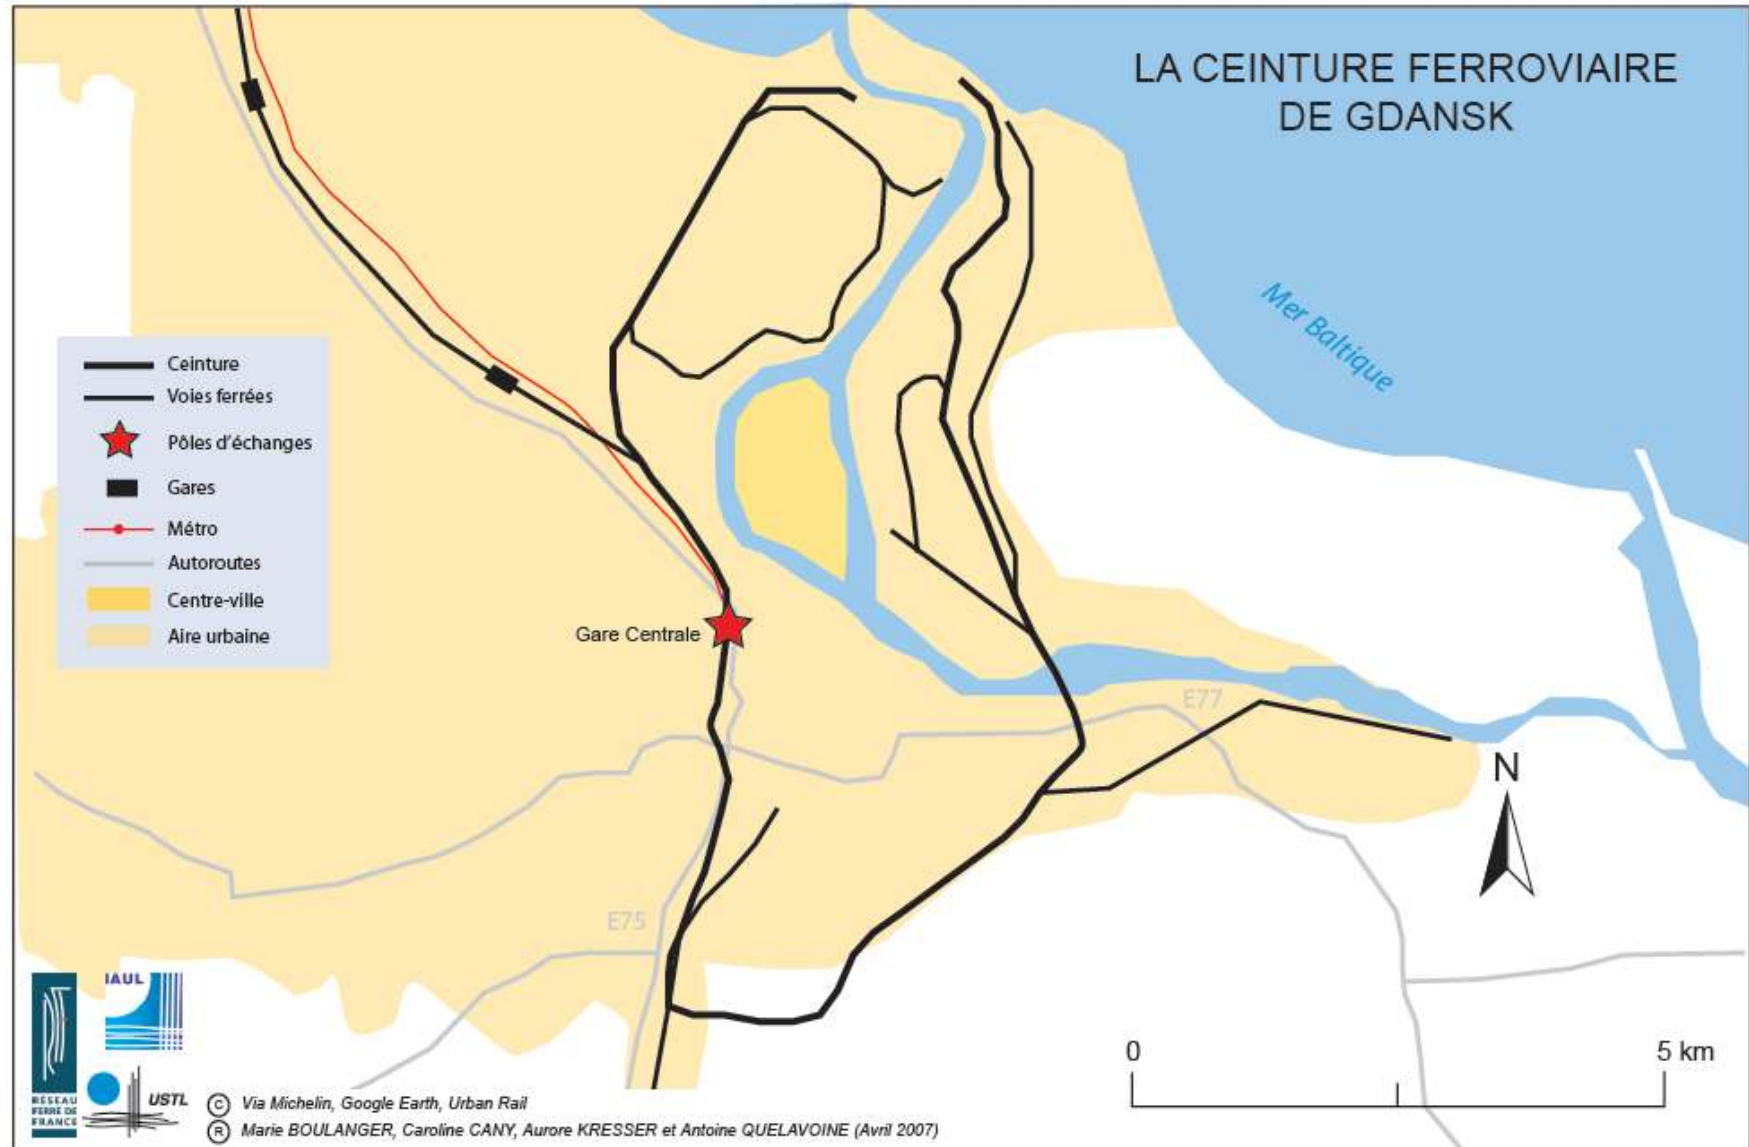 LA CEINTURE FERROVIAIRE
DE GDANSK
Mer Baltique
Ceinture
Voies ferrées
Pôles d'échanges
Gares
Métro
Autoroutes
Centre-ville
Aire urbaine
Gare Centrale
E77
N
E75
IAUL
RÉSEAU
FERRÉ DE
FRANCE
USTL
0
5 km
C Via Michelin, Google Earth, Urban Rail
R Marie BOULANGER, Caroline CANY, Aurore KRESSER et Antoine QUELAVOINE (Avril 2007)